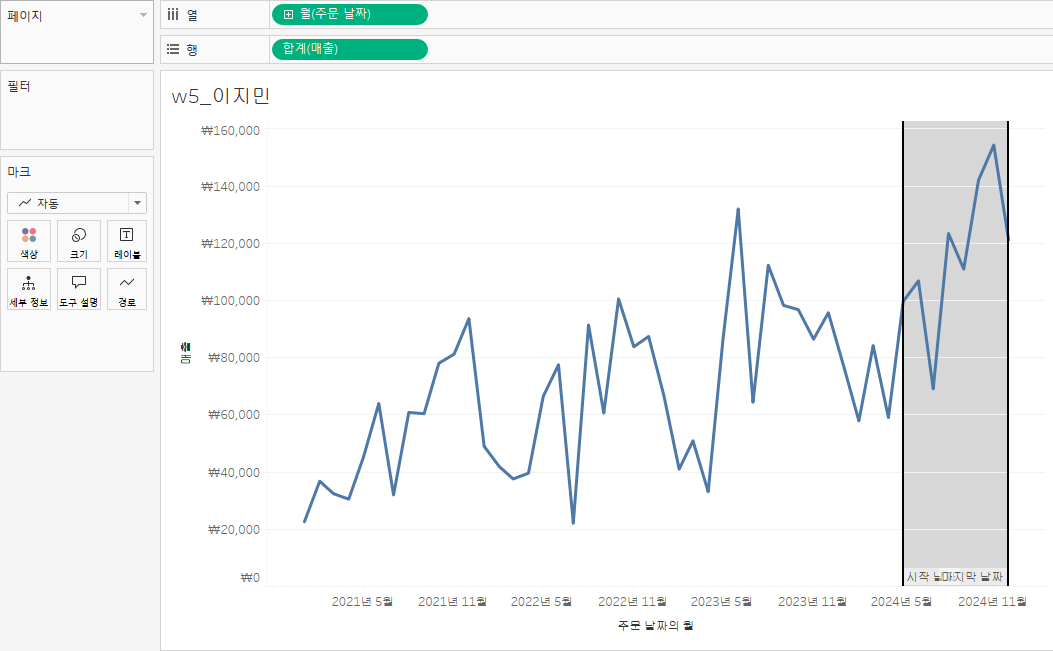 페이지
열
월(주문 날짜)
행
합계(매출)
필터
마크
자동
색상
크기
레이블
세부 정보
도구 설명
경로
w5_이지민
₩160,000
₩140,000
₩120,000
₩100,000
₩80,000
₩60,000
₩40,000
₩20,000
₩0
매출
시작 날
마지막 날짜
2021년 5월
2021년 11월
2022년 5월
2022년 11월
2023년 5월
2023년 11월
2024년 5월
2024년 11월
주문 날짜의 월